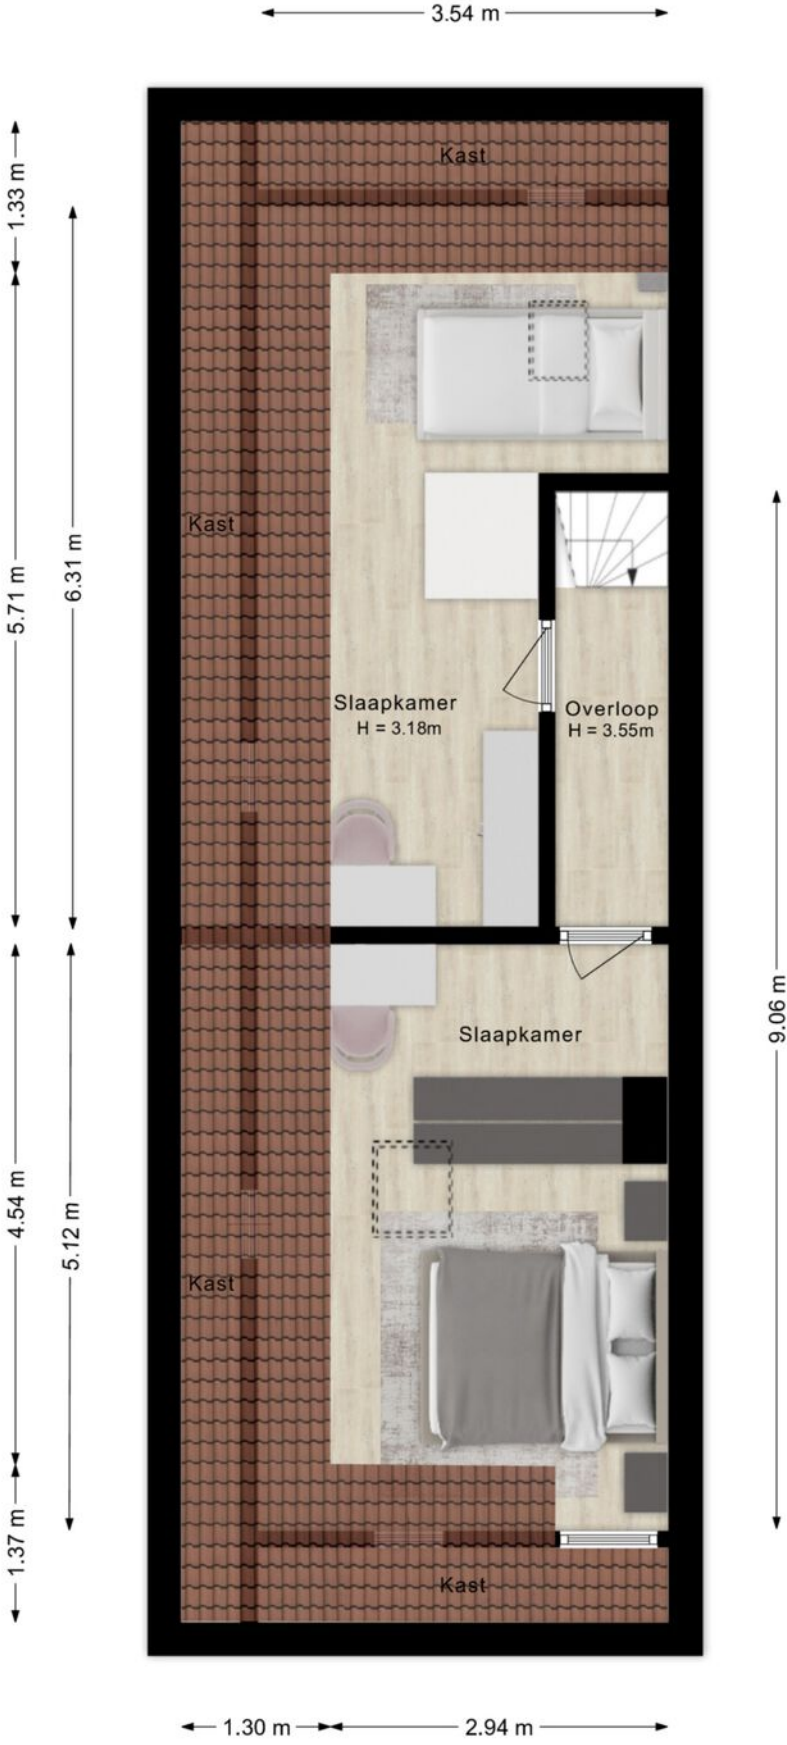 3.54 m
Kast
1.33 m
Kast
6.31 m
5.71 m
Slaapkamer
H = 3.18m
Overloop
H = 3.55m
9.06 m
Slaapkamer
4.54 m
5.12 m
Kast
1.37 m
Kast
1.30 m
2.94 m